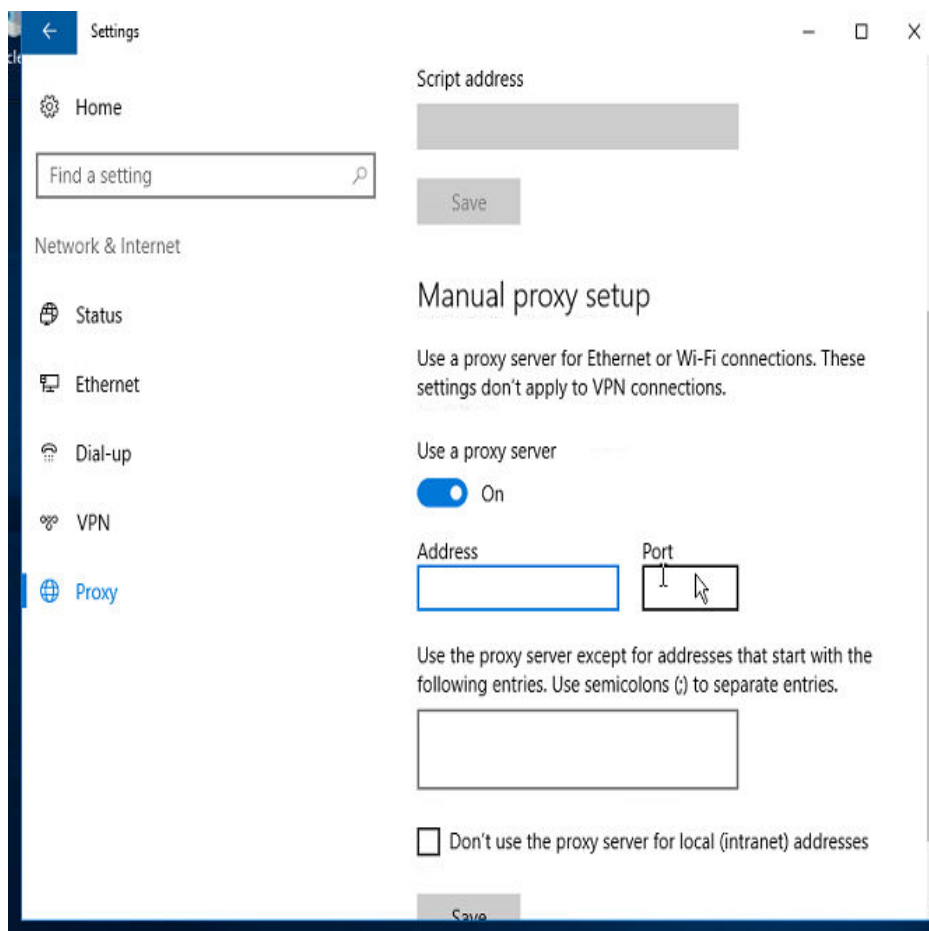 Settings
Home
Find a setting
Network & Internet
Status
Ethernet
Dial-up
VPN
Proxy
Script address
Save
Manual proxy setup
Use a proxy server for Ethernet or Wi-Fi connections. These
settings don't apply to VPN connections.
Use a proxy server
On
Address Port
Use the proxy server except for addresses that start with the
following entries. Use semicolons (;) to separate entries.
Don't use the proxy server for local (intranet) addresses
Save